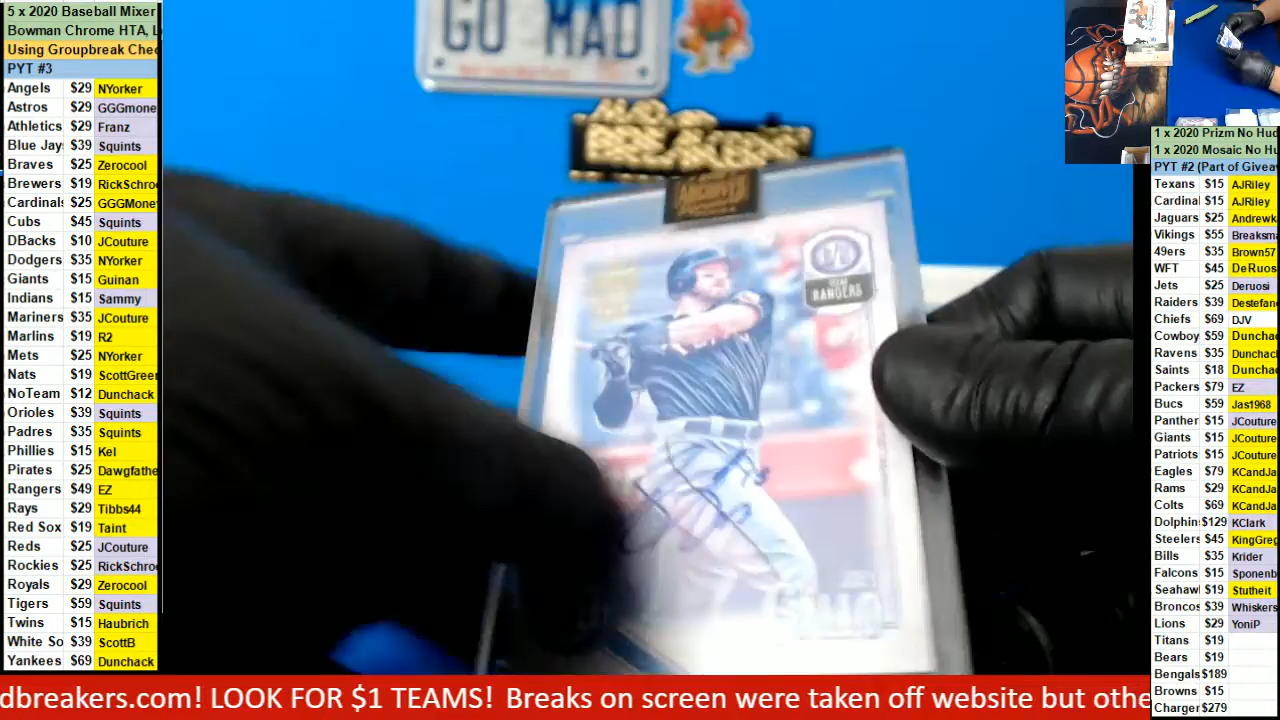 5 x 2020 Baseball Mixer
Bowman Chrome HTA, L
Using Groupbreak Chec
PYT #3
Angels $29 NYorker
Astros $29 GGGmone
Athletics $29 Franz
Blue Jay $39 Squints
Braves $25 Zerocool
Brewers $19 RickSchro
Cardinal $25 GGGMone
Cubs $45 Squints
DBacks $10 JCouture
Dodgers $35 NYorker
Giants $15 Guinan
Indians $15 Sammy
Mariners $35 JCouture
Marlins $19 R2
Mets $25 NYorker
Nats $19 ScottGreer
NoTeam $12 Dunchack
Orioles $39 Squints
Padres $35 Squints
Phillies $15 Kel
Pirates $25 Dawgfathe
Rangers $49 EZ
Rays $29 Tibbs44
Red Sox $19 Taint
Reds $25 JCouture
Rockies $25 RickSchro
Royals $29 Zerocool
Tigers $59 Squints
Twins $15 Haubrich
White So $39 ScottB
Yankees $69 Dunchack
GO MAD
RANGERS
1 x 2020 Prizm No Hud
1 x 2020 Mosaic No Hu
PYT #2 (Part of Giveaw
Texans $15 AJRiley
Cardinal $15 AJRiley
Jaguars $25 Andrewk
Vikings $55 Breaksma
49ers $35 Brown57
WFT $45 DeRuos
Jets $25 Deruosi
Raiders $39 Destefan
Chiefs $69 DJV
Cowboy $59 Dunchac
Ravens $35 Dunchac
Saints $18 Dunchac
Packers $79 EZ
Bucs $59 Jas1968
Panther $15 JCouture
Giants $15 JCouture
Patriots $15 JCouture
Eagles $79 KCandJa
Rams $29 KCandJa
Colts $69 KCandJa
Dolphin $129 KClark
Steelers $45 KingGreg
Bills $35 Krider
Falcons $15 Sponenb
Seahaw $19 Stutheit
Broncos $39 Whiskers
Lions $29 YoniP
Titans $19
Bears $19
Bengals $189
Browns $15
Charger $279
dbreakers.com! LOOK FOR $1 TEAMS! Breaks on screen were taken off website but othe